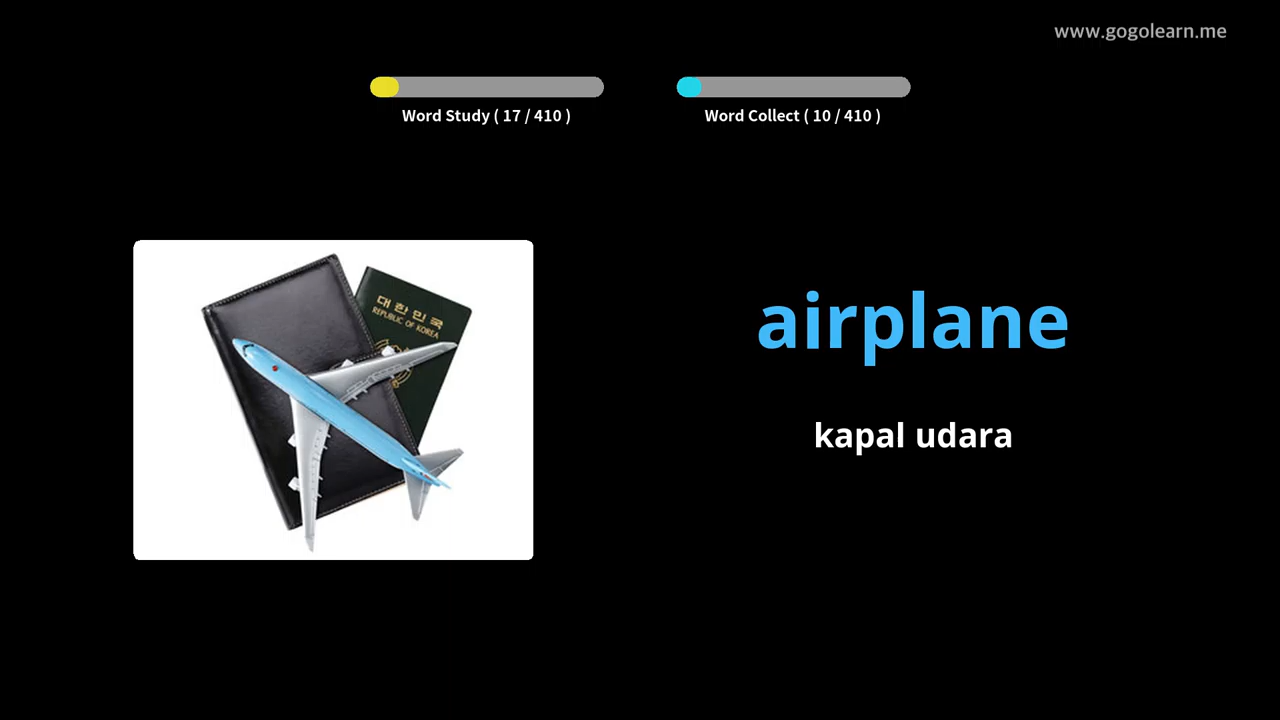 www.gogolearn.me
Word Study ( 17 / 410 )
Word Collect ( 10 / 410 )
대한민국
REPUBLIC OF KOREA
airplane
kapal udara